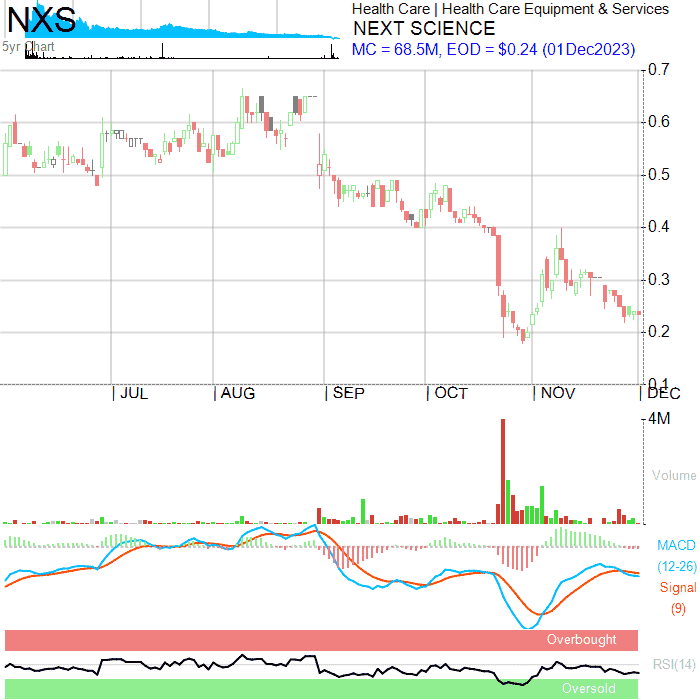 NXS
5yr Chart
Health Care | Health Care Equipment & Services
NEXT SCIENCE
MC = 68.5M, EOD = $0.24 (01Dec2023)
0.7
0.6
0.5
0.4
0.3
0.2
0.1
| JUL | AUG | SEP | OCT | NOV | DEC
4M
Volume
MACD
(12-26)
Signal
(9)
Overbought
RSI(14)
Oversold